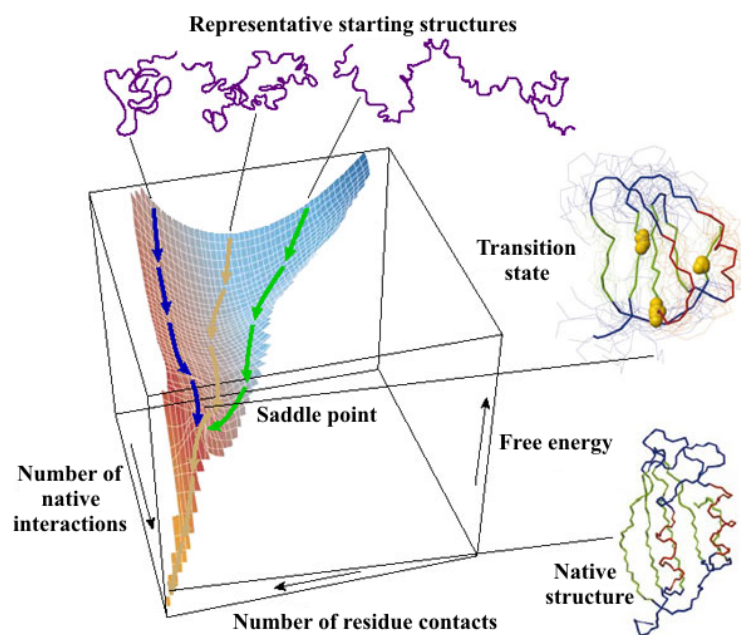 Representative starting structures
Transition
state
Saddle point
Free energy
Number of
native
interactions
Native
structure
Number of residue contacts